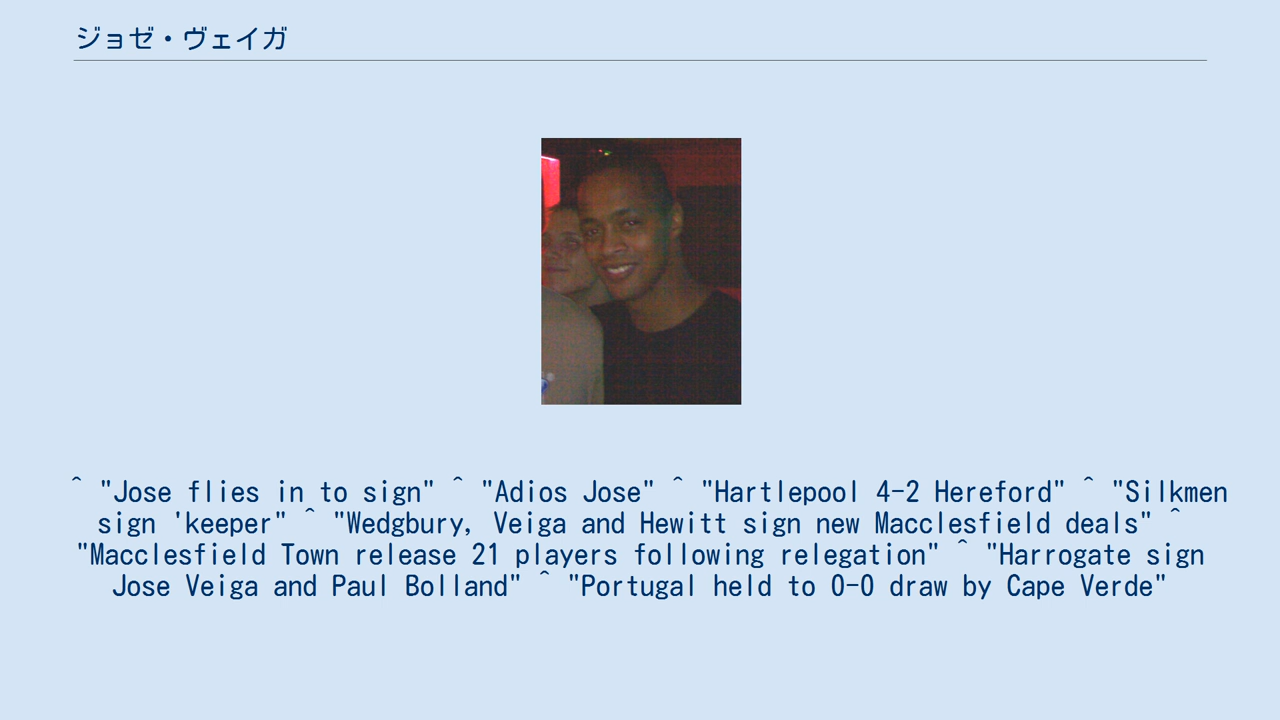 ジョゼ・ヴェイガ
^ "Jose flies in to sign" ^ "Adios Jose" ^ "Hartlepool 4-2 Hereford" ^ "Silkmen
sign 'keeper" ^ "Wedgbury, Veiga and Hewitt sign new Macclesfield deals" ^
"Macclesfield Town release 21 players following relegation" ^ "Harrogate sign
Jose Veiga and Paul Bolland" ^ "Portugal held to 0-0 draw by Cape Verde"